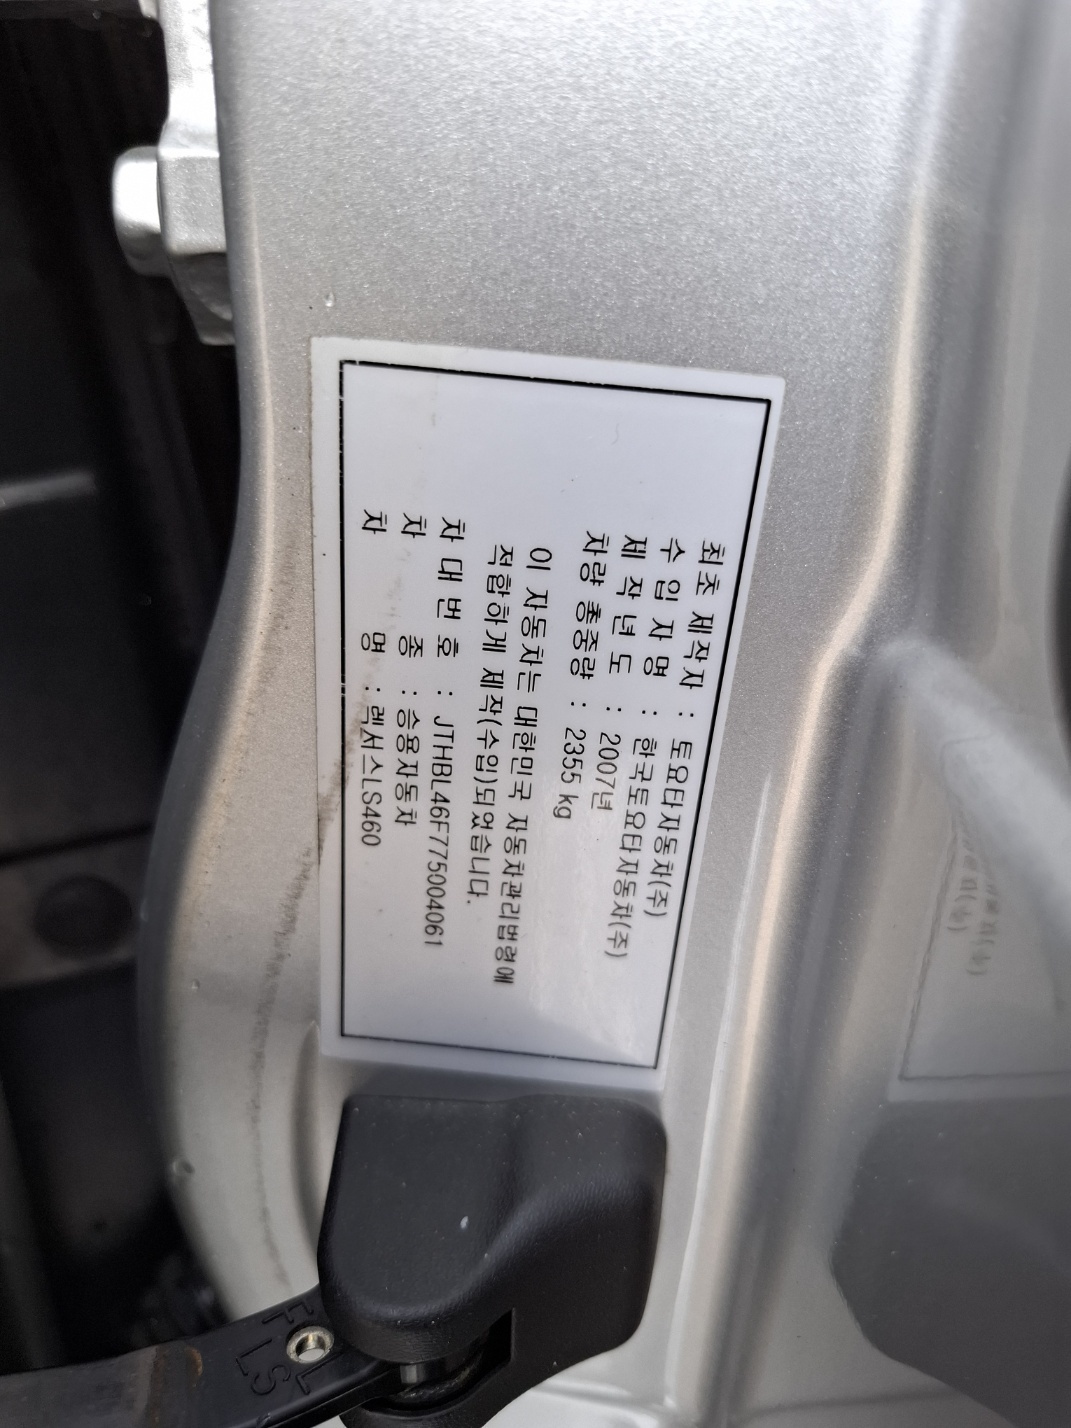 최초 제작자 : 토요타자동차(주)
수 입 자 명 : 한국토요타자동차(주)
제 작 년 도 : 2007년
차량 총중량 : 2355 kg
이 자동차는 대한민국 자동차관리법령에
적합하게 제작(수입)되었습니다.
차 대 번 호 : JTHBL46F775004061
차 종 : 승용자동차
차 명 : 렉서스LS460
F L
LS